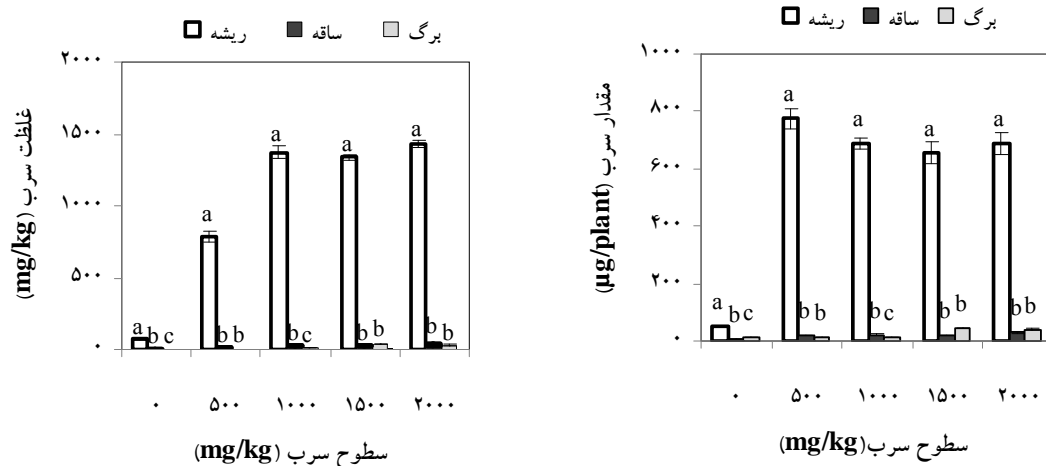 ریشه ساقه برگ
۲۰۰۰
۱۵۰۰
۱۰۰۰
۵۰۰
۰
غلظت سرب (mg/kg)
a b c
a b b
a b c
a b b
a b b
۰ ۵۰۰ ۱۰۰۰ ۱۵۰۰ ۲۰۰۰
سطوح سرب (mg/kg)
ریشه ساقه برگ
۱۰۰۰
۸۰۰
۶۰۰
۴۰۰
۲۰۰
۰
مقدار سرب (µg/plant)
a b c
a b b
a b c
a b b
a b b
۰ ۵۰۰ ۱۰۰۰ ۱۵۰۰ ۲۰۰۰
سطوح سرب (mg/kg)